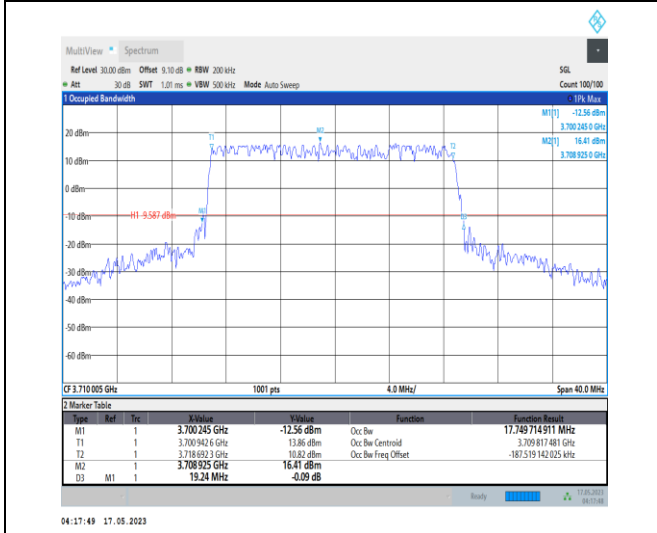 MultiView Spectrum
Ref Level 30.00 dBm Offset 9.10 dB RBW 200 kHz SGL
Att 30 dB SWT 1.01 ms VBW 500 kHz Mode Auto Sweep Count 100/100
1 Occupied Bandwidth 1Pk Max
M1[1] -12.56 dBm
3.700 245 0 GHz
M2[1] 16.41 dBm
3.708 925 0 GHz
20 dBm
T1
M2
T2
10 dBm
0 dBm
-10 dBm
H1 -9.587 dBm
M1
D3
-20 dBm
-30 dBm
-40 dBm
-50 dBm
-60 dBm
CF 3.710 005 GHz 1001 pts 4.0 MHz/ Span 40.0 MHz
2 Marker Table
Type Ref Trc X-Value Y-Value Function Function Result
M1 1 3.700 245 GHz -12.56 dBm Occ Bw 17.749 714 911 MHz
T1 1 3.700 942 6 GHz 13.86 dBm Occ Bw Centroid 3.709 817 481 GHz
T2 1 3.718 692 3 GHz 10.82 dBm Occ Bw Freq Offset -187.519 142 025 kHz
M2 1 3.708 925 GHz 16.41 dBm
D3 M1 1 19.24 MHz -0.09 dB
Ready 17.05.2023
04:17:48
04:17:49 17.05.2023